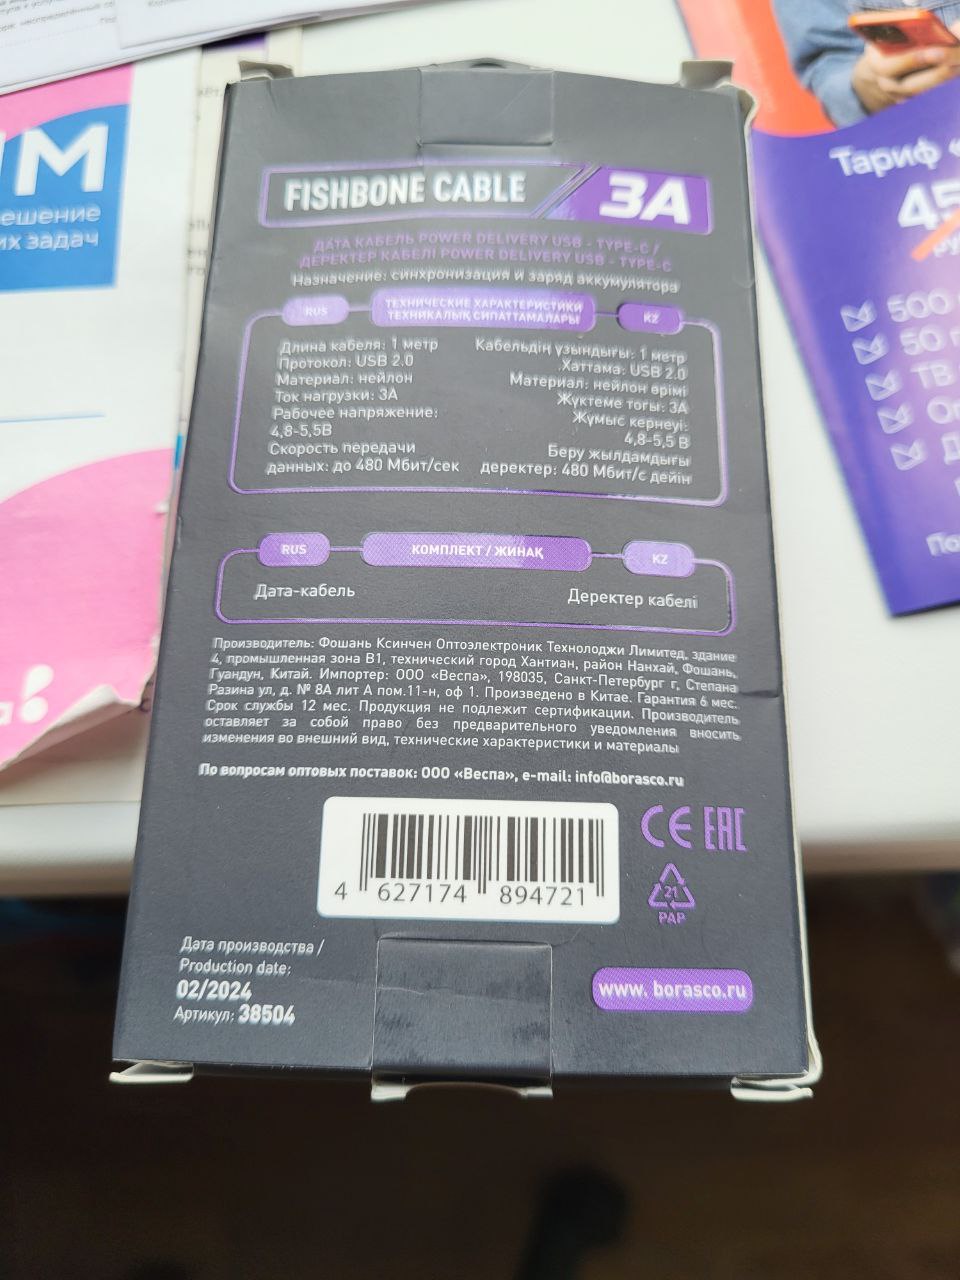 М
ешение
их задач
Тариф «
500
50
ТВ
FISHBONE CABLE
3A
ДАТА КАБЕЛЬ POWER DELIVERY USB - TYPE-C /
ДЕРЕКТЕР КАБЕЛІ POWER DELIVERY USB - TYPE-C
Назначение: синхронизация и заряд аккумулятора
RUS
ТЕХНИЧЕСКИЕ ХАРАКТЕРИСТИКИ
ТЕХНИКАЛЫҚ СИПАТТАМАЛАРЫ
KZ
Длина кабеля: 1 метр
Протокол: USB 2.0
Материал: нейлон
Ток нагрузки: 3А
Рабочее напряжение:
4,8-5,5В
Скорость передачи
данных: до 480 Мбит/сек
Кабельдің ұзындығы: 1 метр
Хаттама: USB 2.0
Материал: нейлон өрімі
Жүктеме тогы: 3А
Жұмыс кернеуі:
4,8-5,5 В
Беру жылдамдығы
деректер: 480 Мбит/с дейін
RUS
КОМПЛЕКТ / ЖИНАҚ
KZ
Дата-кабель
Деректер кабелі
Производитель: Фошань Ксинчен Оптоэлектроник Технолоджи Лимитед, здание
4, промышленная зона В1, технический город Хантиан, район Нанхай, Фошань,
Гуандун, Китай. Импортер: ООО «Веспа», 198035, Санкт-Петербург г, Степана
Разина ул, д. № 8А лит А пом.11-н, оф 1. Произведено в Китае. Гарантия 6 мес.
Срок службы 12 мес. Продукция не подлежит сертификации. Производитель
оставляет за собой право без предварительного уведомления вносить
изменения во внешний вид, технические характеристики и материалы
По вопросам оптовых поставок: ООО «Веспа», e-mail: info@borasco.ru
4 627174 894721
CE EAC
21
PAP
Дата производства /
Production date:
02/2024
Артикул: 38504
www. borasco.ru